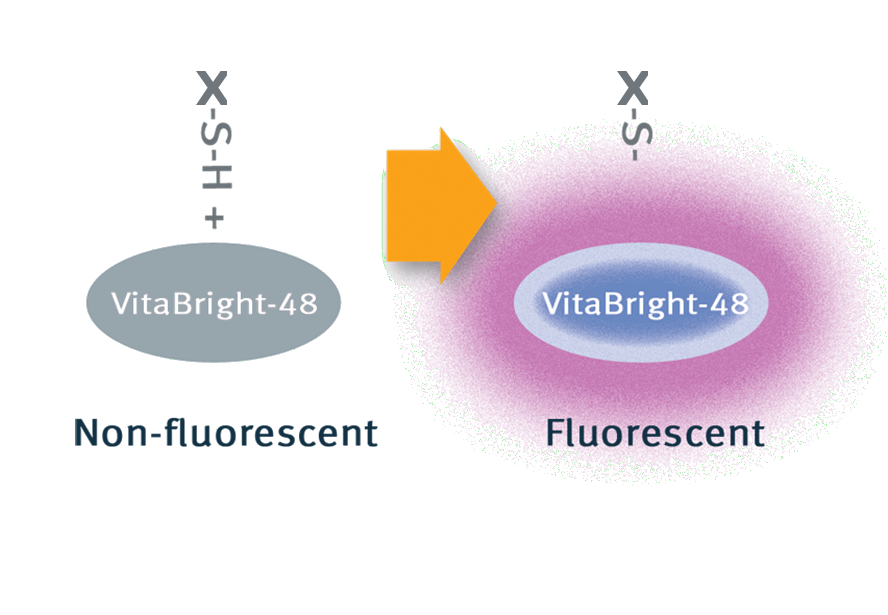 X-S-H +
VitaBright-48
Non-fluorescent
X-S-
VitaBright-48
Fluorescent